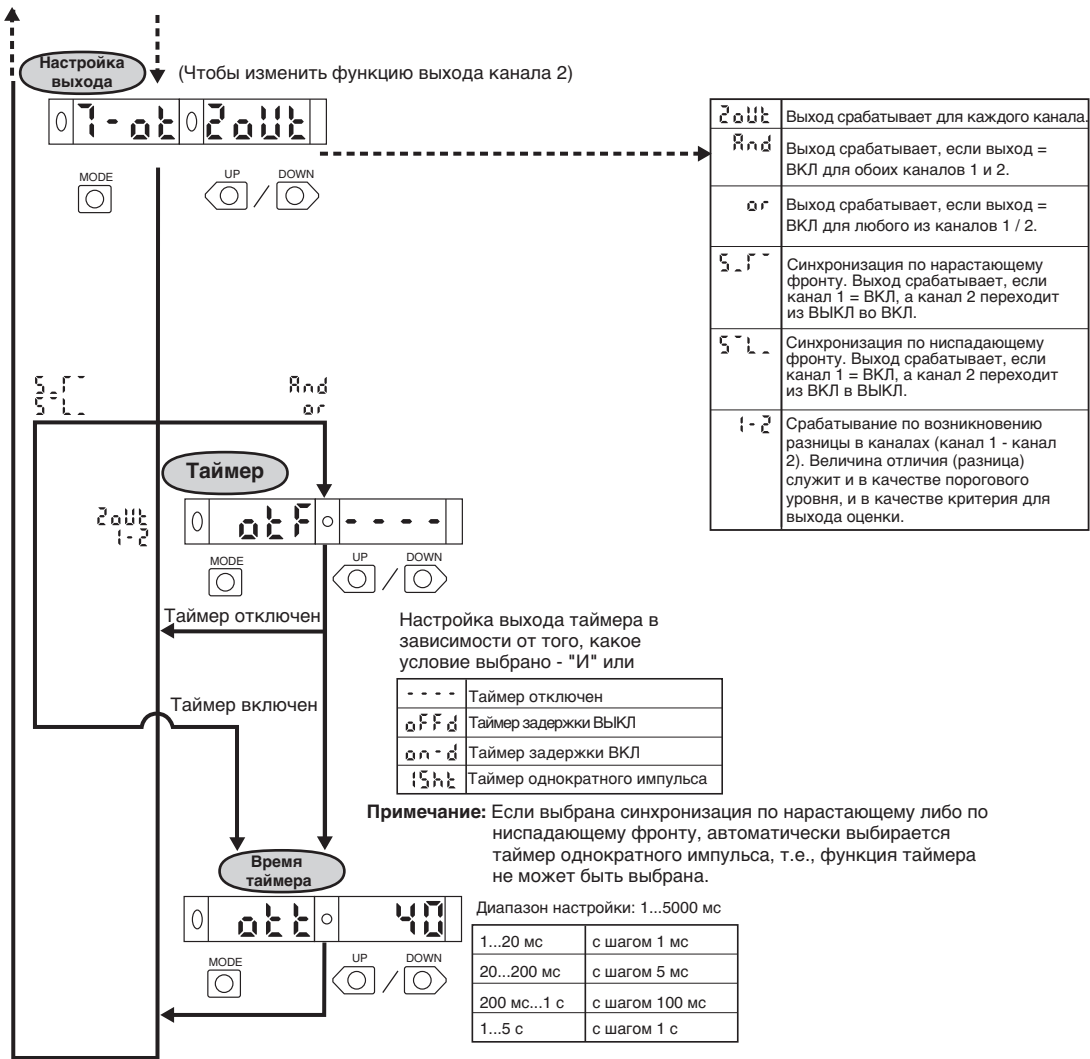 Настройка
выхода
(Чтобы изменить функцию выхода канала 2)
7-ot 2oUt
MODE
UP / DOWN
2oUt Выход срабатывает для каждого канала.
And Выход срабатывает, если выход =
ВКЛ для обоих каналов 1 и 2.
or Выход срабатывает, если выход =
ВКЛ для любого из каналов 1 / 2.
Синхронизация по нарастающему
фронту. Выход срабатывает, если
канал 1 = ВКЛ, а канал 2 переходит
из ВЫКЛ во ВКЛ.
Синхронизация по ниспадающему
фронту. Выход срабатывает, если
канал 1 = ВКЛ, а канал 2 переходит
из ВКЛ в ВЫКЛ.
1-2 Срабатывание по возникновению
разницы в каналах (канал 1 - канал
2). Величина отличия (разница)
служит и в качестве порогового
уровня, и в качестве критерия для
выхода оценки.
And
or
Таймер
2oUt
1-2
otF - - - -
MODE
UP / DOWN
Таймер отключен
Настройка выхода таймера в
зависимости от того, какое
условие выбрано - "И" или
- - - - Таймер отключен
oFFd Таймер задержки ВЫКЛ
on-d Таймер задержки ВКЛ
1Sht Таймер однократного импульса
Таймер включен
Примечание: Если выбрана синхронизация по нарастающему либо по
ниспадающему фронту, автоматически выбирается
таймер однократного импульса, т.е., функция таймера
не может быть выбрана.
Время
таймера
ott 40
MODE
UP / DOWN
Диапазон настройки: 1...5000 мс
1...20 мс с шагом 1 мс
20...200 мс с шагом 5 мс
200 мс...1 с с шагом 100 мс
1...5 с с шагом 1 с